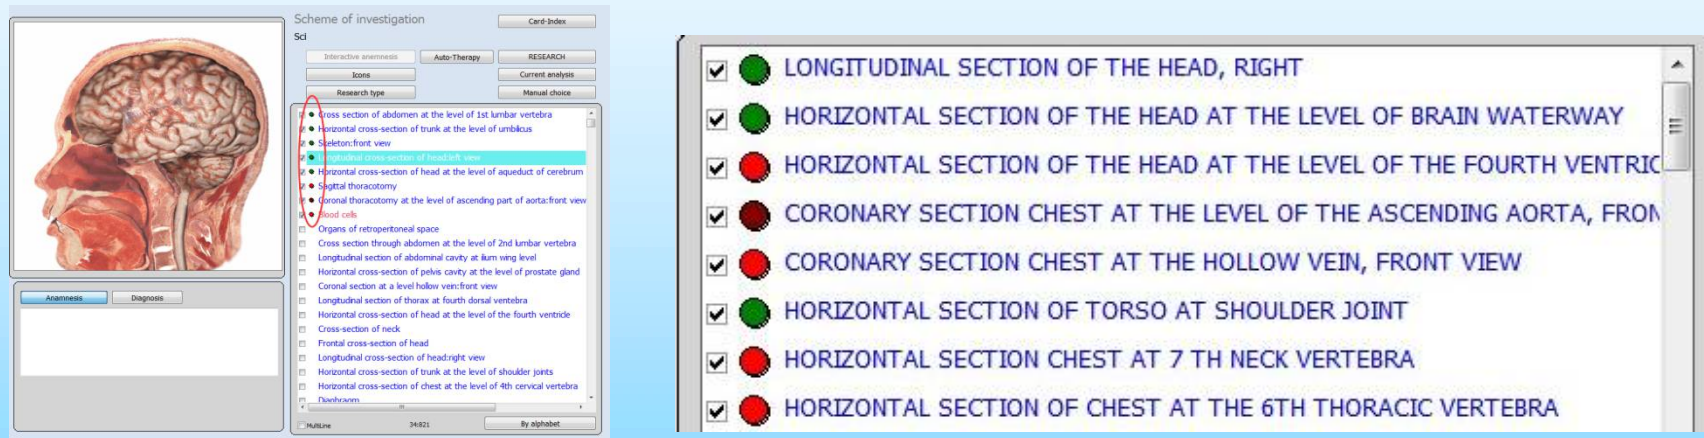 Scheme of investigation
Card-Index
Sci
Interactive anemnesis
Auto-Therapy
RESEARCH
Icons
Current analysis
Research type
Manual choice
Cross section of abdomen at the level of 1st lumbar vertebra
Horizontal cross-section of trunk at the level of umbilicus
Skeleton:front view
Longitudinal cross-section of head:left view
Horizontal cross-section of head at the level of aqueduct of cerebrum
Sagittal thoracotomy
Coronal thoracotomy at the level of ascending part of aorta:front view
Blood cells
Organs of retroperitoneal space
Cross section through abdomen at the level of 2nd lumbar vertebra
Longitudinal section of abdominal cavity at ilium wing level
Horizontal cross-section of pelvis cavity at the level of prostate gland
Coronal section at a level hollow vein:front view
Longitudinal section of thorax at fourth dorsal ventebra
Horizontal cross-section of head at the level of the fourth ventricle
Cross-section of neck
Frontal cross-section of head
Longitudinal cross-section of head:right view
Horizontal cross-section of trunk at the level of shoulder joints
Horizontal cross-section of chest at the level of 4th cervical vertebra
Diaphragm
MultiLine
34:821
By alphabet
Anamnesis
Diagnosis
LONGITUDINAL SECTION OF THE HEAD, RIGHT
HORIZONTAL SECTION OF THE HEAD AT THE LEVEL OF BRAIN WATERWAY
HORIZONTAL SECTION OF THE HEAD AT THE LEVEL OF THE FOURTH VENTRIC
CORONARY SECTION CHEST AT THE LEVEL OF THE ASCENDING AORTA, FRON
CORONARY SECTION CHEST AT THE HOLLOW VEIN, FRONT VIEW
HORIZONTAL SECTION OF TORSO AT SHOULDER JOINT
HORIZONTAL SECTION CHEST AT 7 TH NECK VERTEBRA
HORIZONTAL SECTION OF CHEST AT THE 6TH THORACIC VERTEBRA